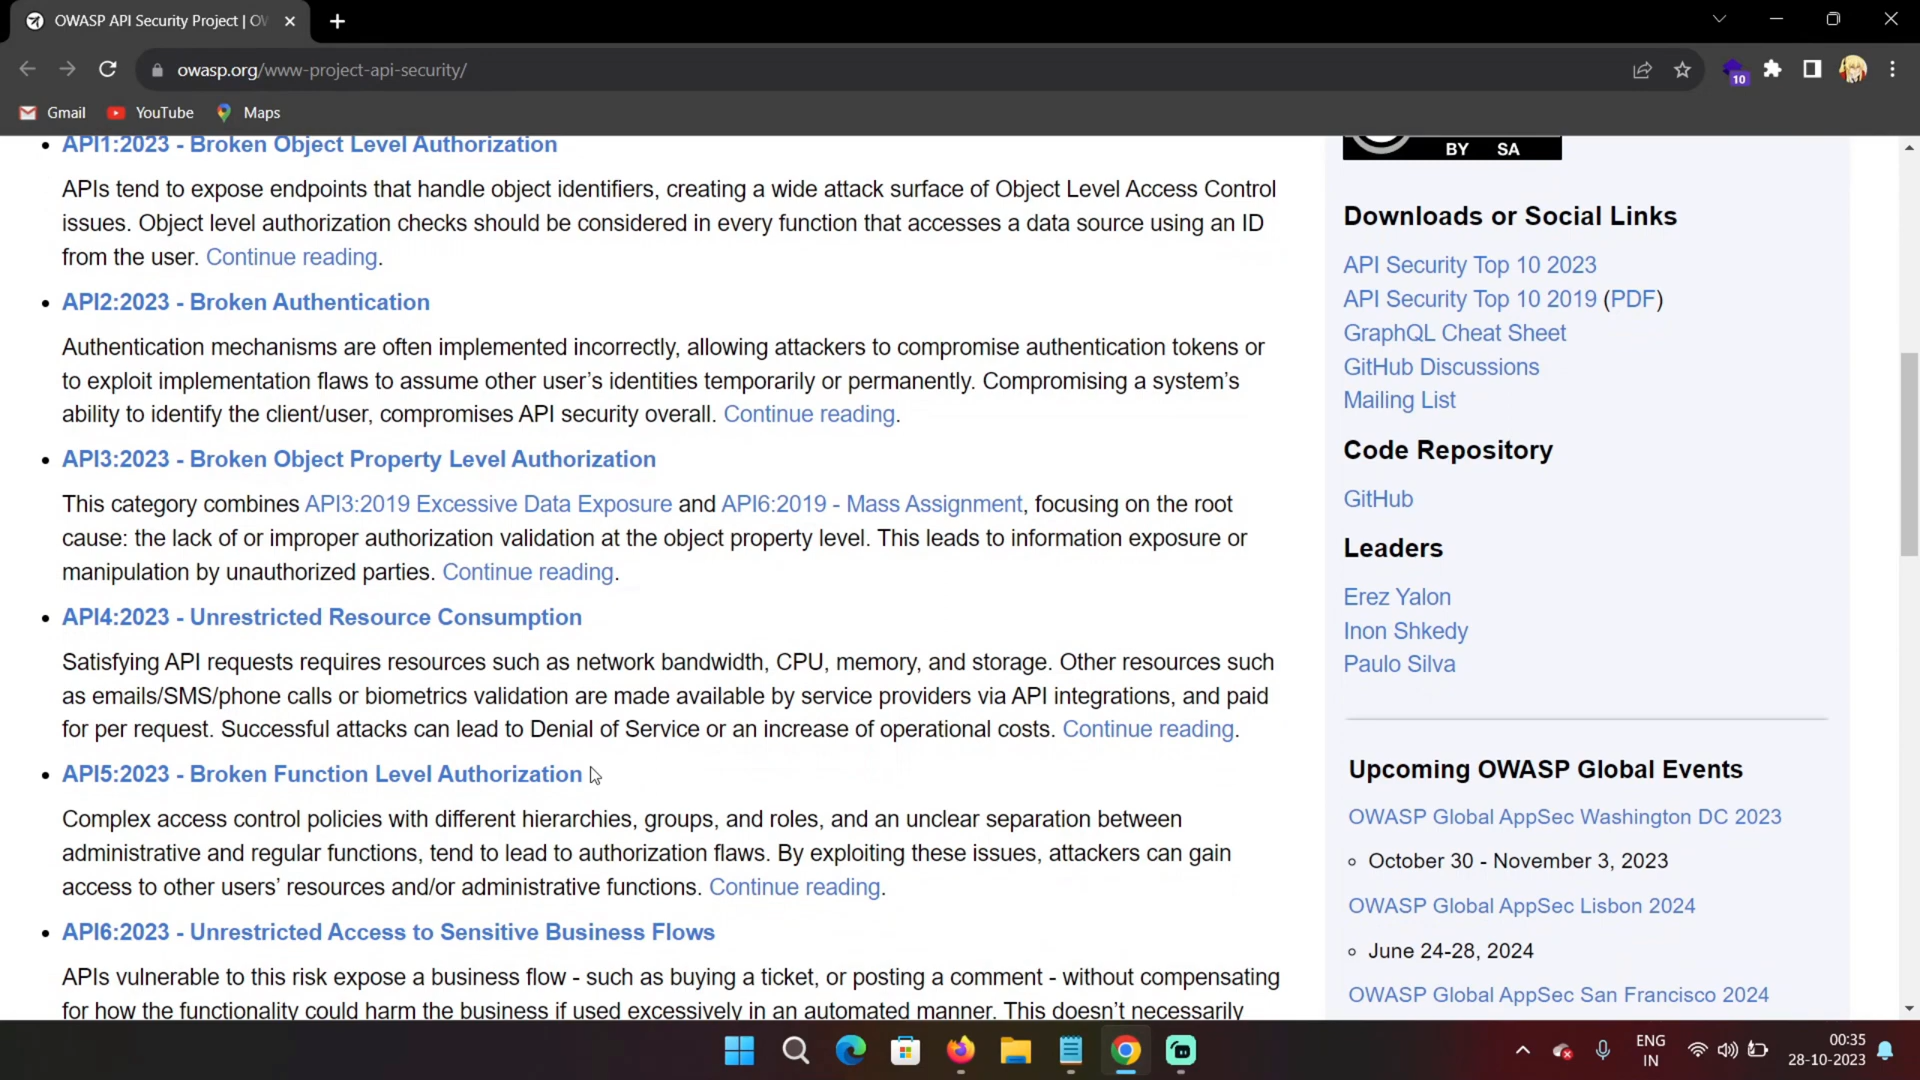 OWASP API Security Project | OV
owasp.org/www-project-api-security/
10
Gmail
YouTube
Maps
API1:2023 - Broken Object Level Authorization
APIs tend to expose endpoints that handle object identifiers, creating a wide attack surface of Object Level Access Control
issues. Object level authorization checks should be considered in every function that accesses a data source using an ID
from the user. Continue reading.
API2:2023 - Broken Authentication
Authentication mechanisms are often implemented incorrectly, allowing attackers to compromise authentication tokens or
to exploit implementation flaws to assume other user’s identities temporarily or permanently. Compromising a system’s
ability to identify the client/user, compromises API security overall. Continue reading.
API3:2023 - Broken Object Property Level Authorization
This category combines API3:2019 Excessive Data Exposure and API6:2019 - Mass Assignment, focusing on the root
cause: the lack of or improper authorization validation at the object property level. This leads to information exposure or
manipulation by unauthorized parties. Continue reading.
API4:2023 - Unrestricted Resource Consumption
Satisfying API requests requires resources such as network bandwidth, CPU, memory, and storage. Other resources such
as emails/SMS/phone calls or biometrics validation are made available by service providers via API integrations, and paid
for per request. Successful attacks can lead to Denial of Service or an increase of operational costs. Continue reading.
API5:2023 - Broken Function Level Authorization
Complex access control policies with different hierarchies, groups, and roles, and an unclear separation between
administrative and regular functions, tend to lead to authorization flaws. By exploiting these issues, attackers can gain
access to other users’ resources and/or administrative functions. Continue reading.
API6:2023 - Unrestricted Access to Sensitive Business Flows
APIs vulnerable to this risk expose a business flow - such as buying a ticket, or posting a comment - without compensating
for how the functionality could harm the business if used excessively in an automated manner. This doesn’t necessarily
BY SA
Downloads or Social Links
API Security Top 10 2023
API Security Top 10 2019 (PDF)
GraphQL Cheat Sheet
GitHub Discussions
Mailing List
Code Repository
GitHub
Leaders
Erez Yalon
Inon Shkedy
Paulo Silva
Upcoming OWASP Global Events
OWASP Global AppSec Washington DC 2023
October 30 - November 3, 2023
OWASP Global AppSec Lisbon 2024
June 24-28, 2024
OWASP Global AppSec San Francisco 2024
ENG
IN
00:35
28-10-2023